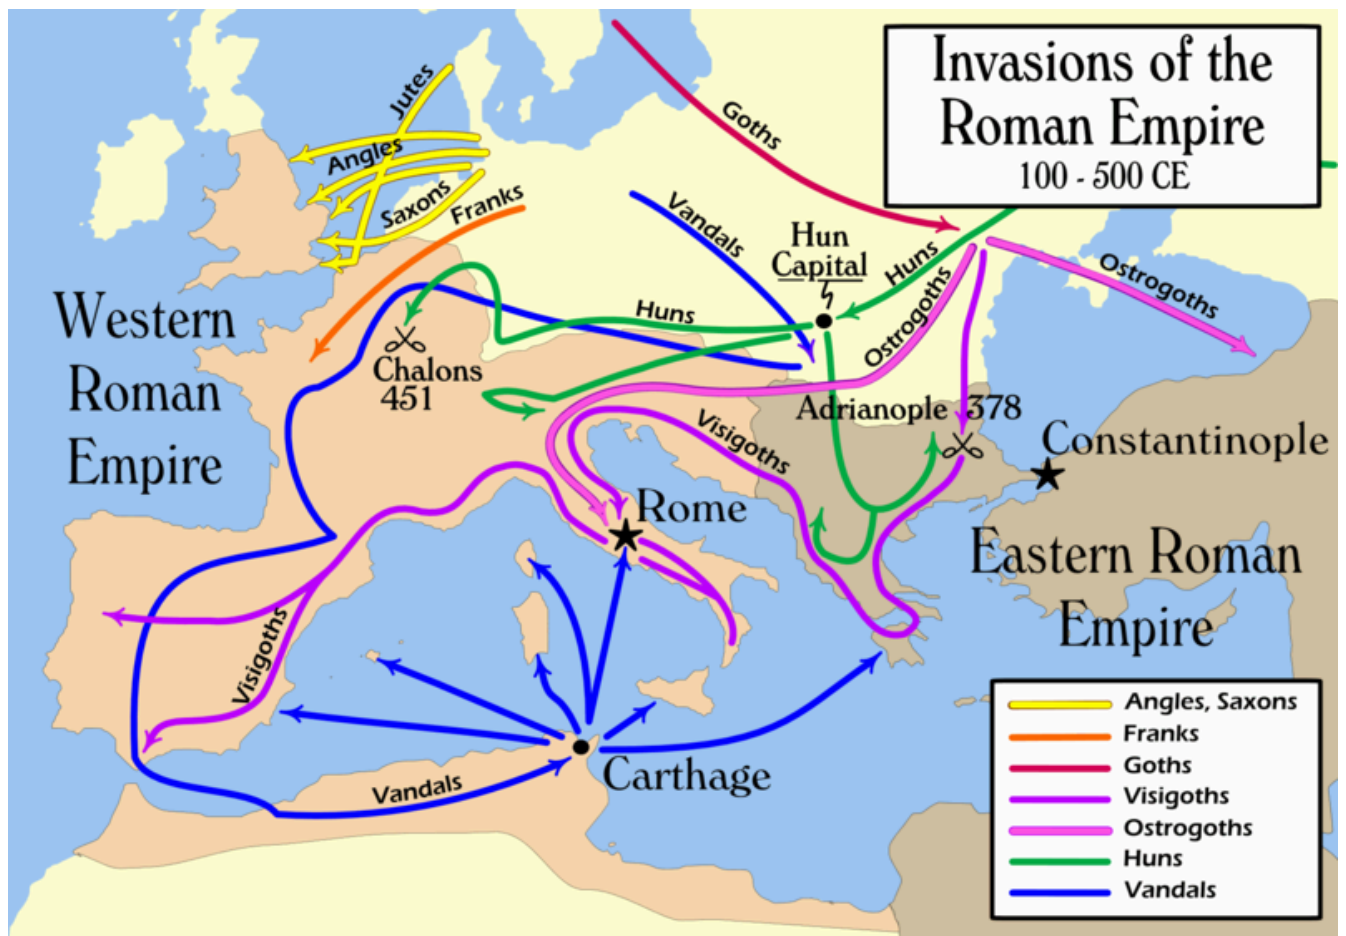 Invasions of the
Roman Empire
100 - 500 CE
Jutes
Angles
Saxons
Franks
Goths
Vandals
Hun
Capital
Huns
Ostrogoths
Ostrogoths
Huns
Western
Roman
Empire
Chalons
451
Adrianople 378
Visigoths
Constantinople
Rome
Eastern Roman
Empire
Visigoths
Carthage
Vandals
Angles, Saxons
Franks
Goths
Visigoths
Ostrogoths
Huns
Vandals